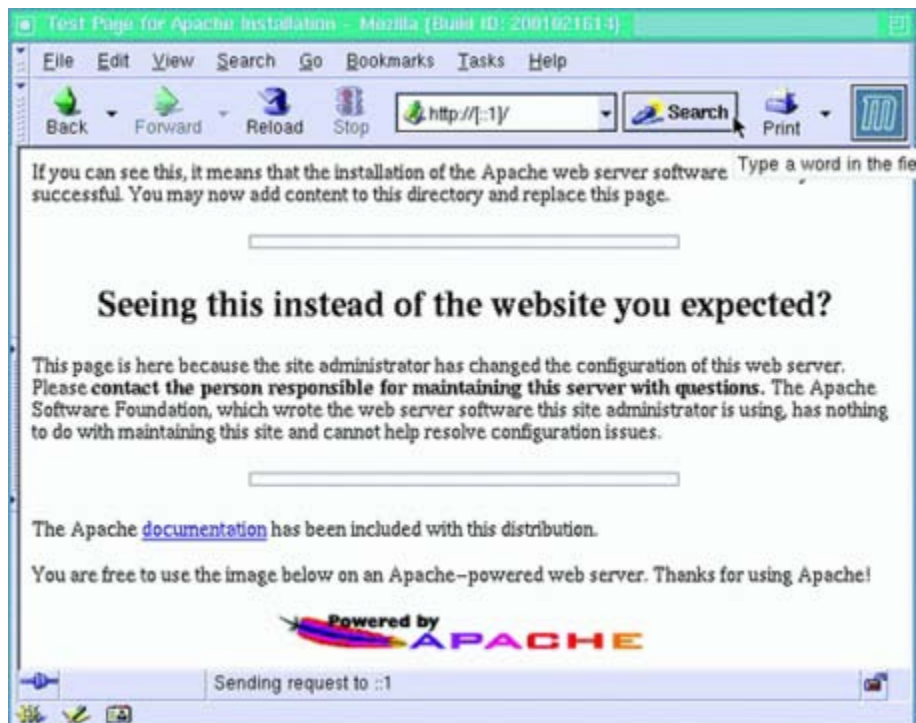 Test Page for Apache Installation - Mozilla {Build ID: 2001021614}
File Edit View Search Go Bookmarks Tasks Help
Back Forward Reload Stop http://[::1]/ Search Print
Type a word in the fie
If you can see this, it means that the installation of the Apache web server software
successful. You may now add content to this directory and replace this page.
Seeing this instead of the website you expected?
This page is here because the site administrator has changed the configuration of this web server.
Please contact the person responsible for maintaining this server with questions. The Apache
Software Foundation, which wrote the web server software this site administrator is using, has nothing
to do with maintaining this site and cannot help resolve configuration issues.
The Apache documentation has been included with this distribution.
You are free to use the image below on an Apache-powered web server. Thanks for using Apache!
Powered by
APACHE
Sending request to ::1